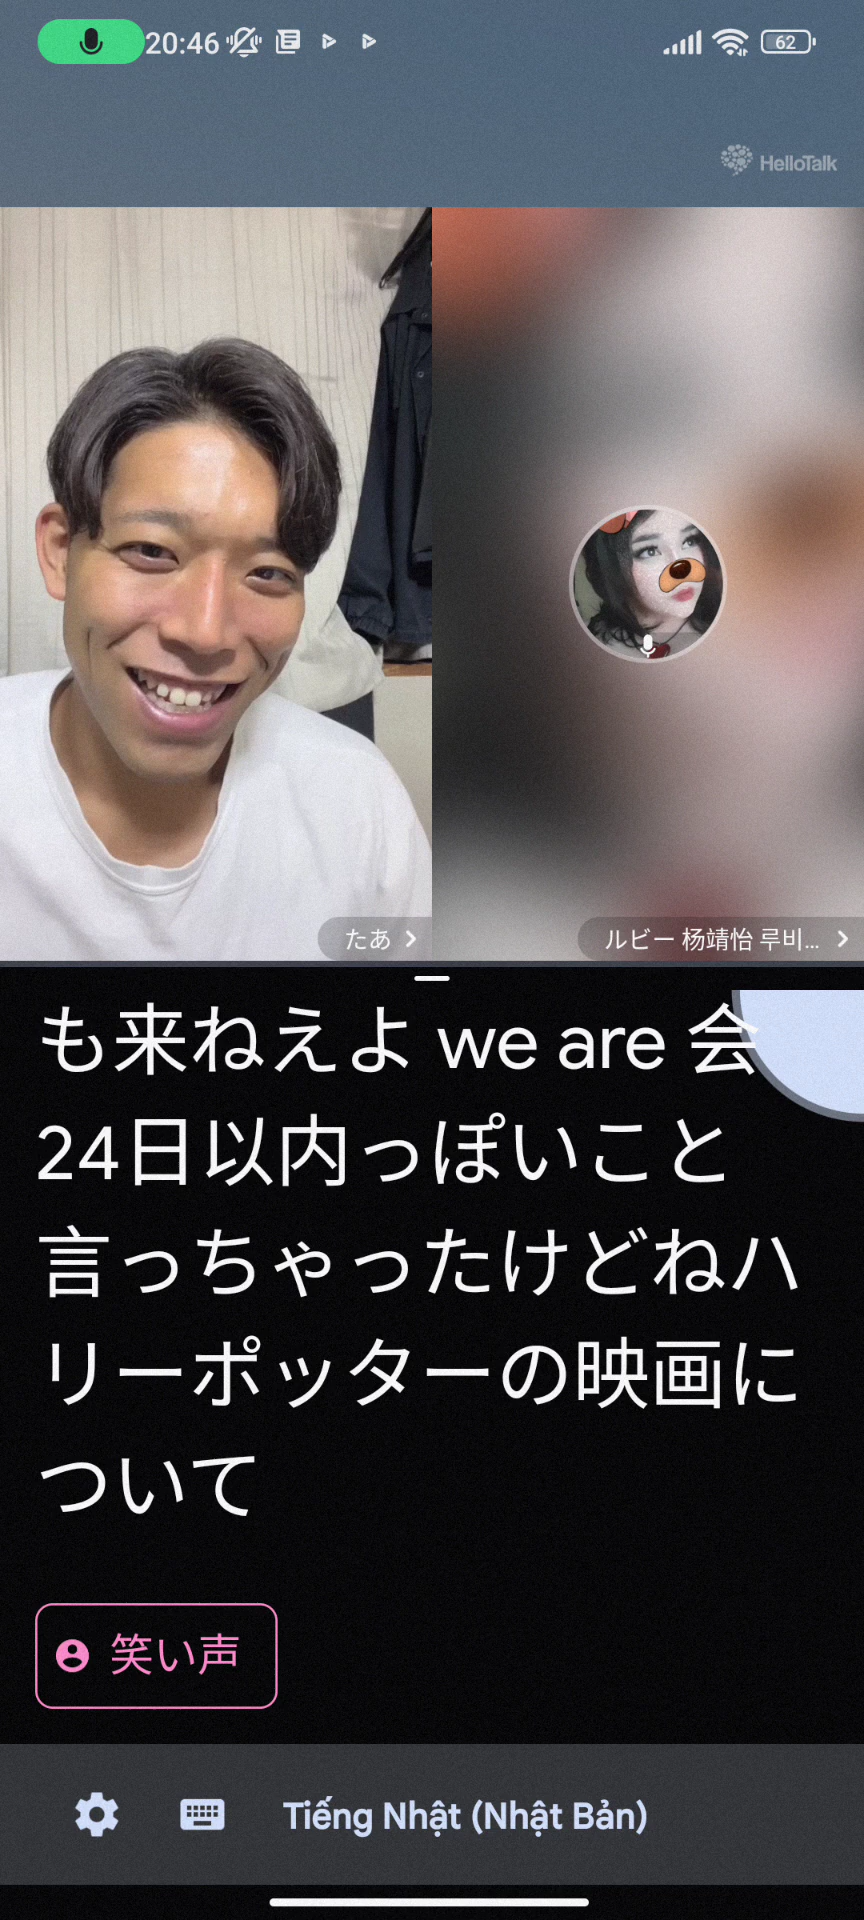 20:46
62
HelloTalk
たあ
ルビー 杨靖怡 루비...
も来ねえよ we are 会
24日以内っぽいこと
言っちゃったけどねハ
リーポッターの映画に
ついて
笑い声
Tiếng Nhật (Nhật Bản)